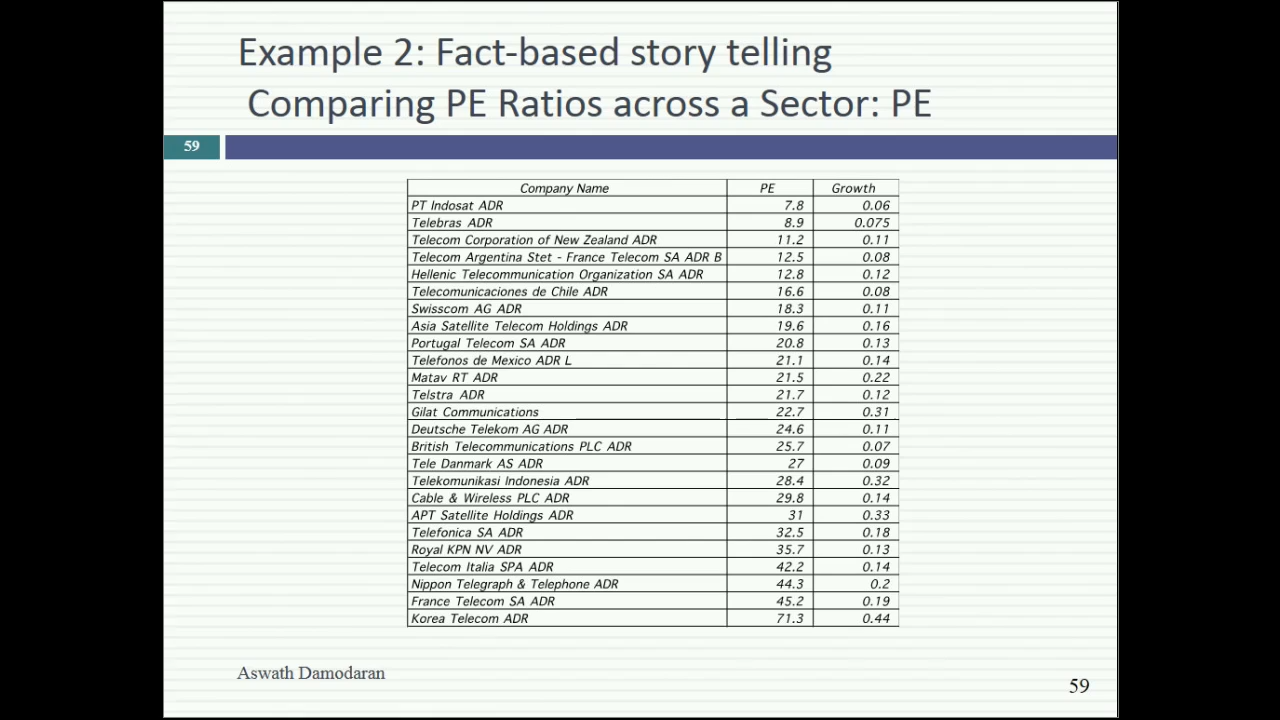 Example 2: Fact-based story telling
Comparing PE Ratios across a Sector: PE
59
Company Name PE Growth
PT Indosat ADR 7.8 0.06
Telebras ADR 8.9 0.075
Telecom Corporation of New Zealand ADR 11.2 0.11
Telecom Argentina Stet - France Telecom SA ADR B 12.5 0.08
Hellenic Telecommunication Organization SA ADR 12.8 0.12
Telecomunicaciones de Chile ADR 16.6 0.08
Swisscom AG ADR 18.3 0.11
Asia Satellite Telecom Holdings ADR 19.6 0.16
Portugal Telecom SA ADR 20.8 0.13
Telefonos de Mexico ADR L 21.1 0.14
Matav RT ADR 21.5 0.22
Telstra ADR 21.7 0.12
Gilat Communications 22.7 0.31
Deutsche Telekom AG ADR 24.6 0.11
British Telecommunications PLC ADR 25.7 0.07
Tele Danmark AS ADR 27 0.09
Telekomunikasi Indonesia ADR 28.4 0.32
Cable & Wireless PLC ADR 29.8 0.14
APT Satellite Holdings ADR 31 0.33
Telefonica SA ADR 32.5 0.18
Royal KPN NV ADR 35.7 0.13
Telecom Italia SPA ADR 42.2 0.14
Nippon Telegraph & Telephone ADR 44.3 0.2
France Telecom SA ADR 45.2 0.19
Korea Telecom ADR 71.3 0.44
Aswath Damodaran
59